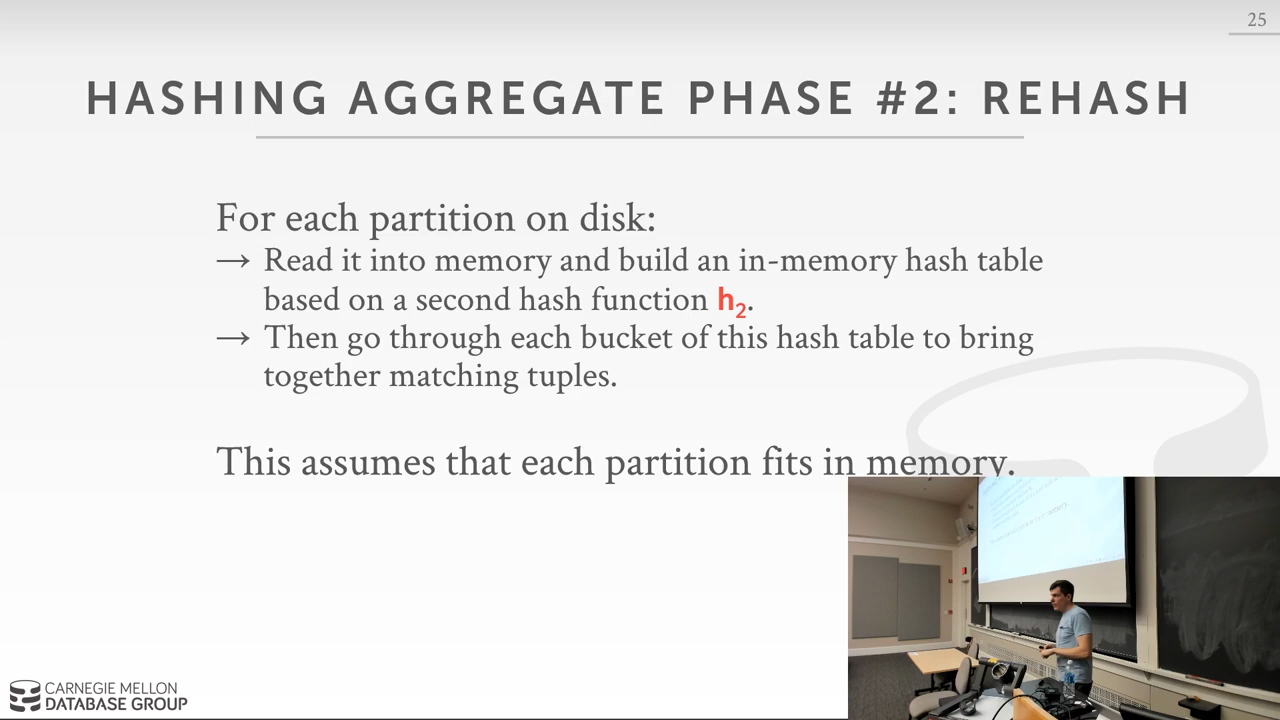 25
HASHING AGGREGATE PHASE #2: REHASH
For each partition on disk:
→ Read it into memory and build an in-memory hash table
based on a second hash function h2.
→ Then go through each bucket of this hash table to bring
together matching tuples.
This assumes that each partition fits in memory.
CARNEGIE MELLON
DATABASE GROUP